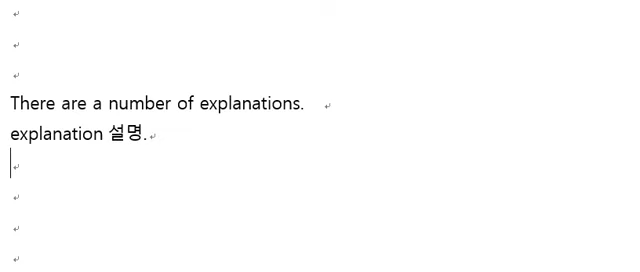 There are a number of explanations.
explanation 설명.